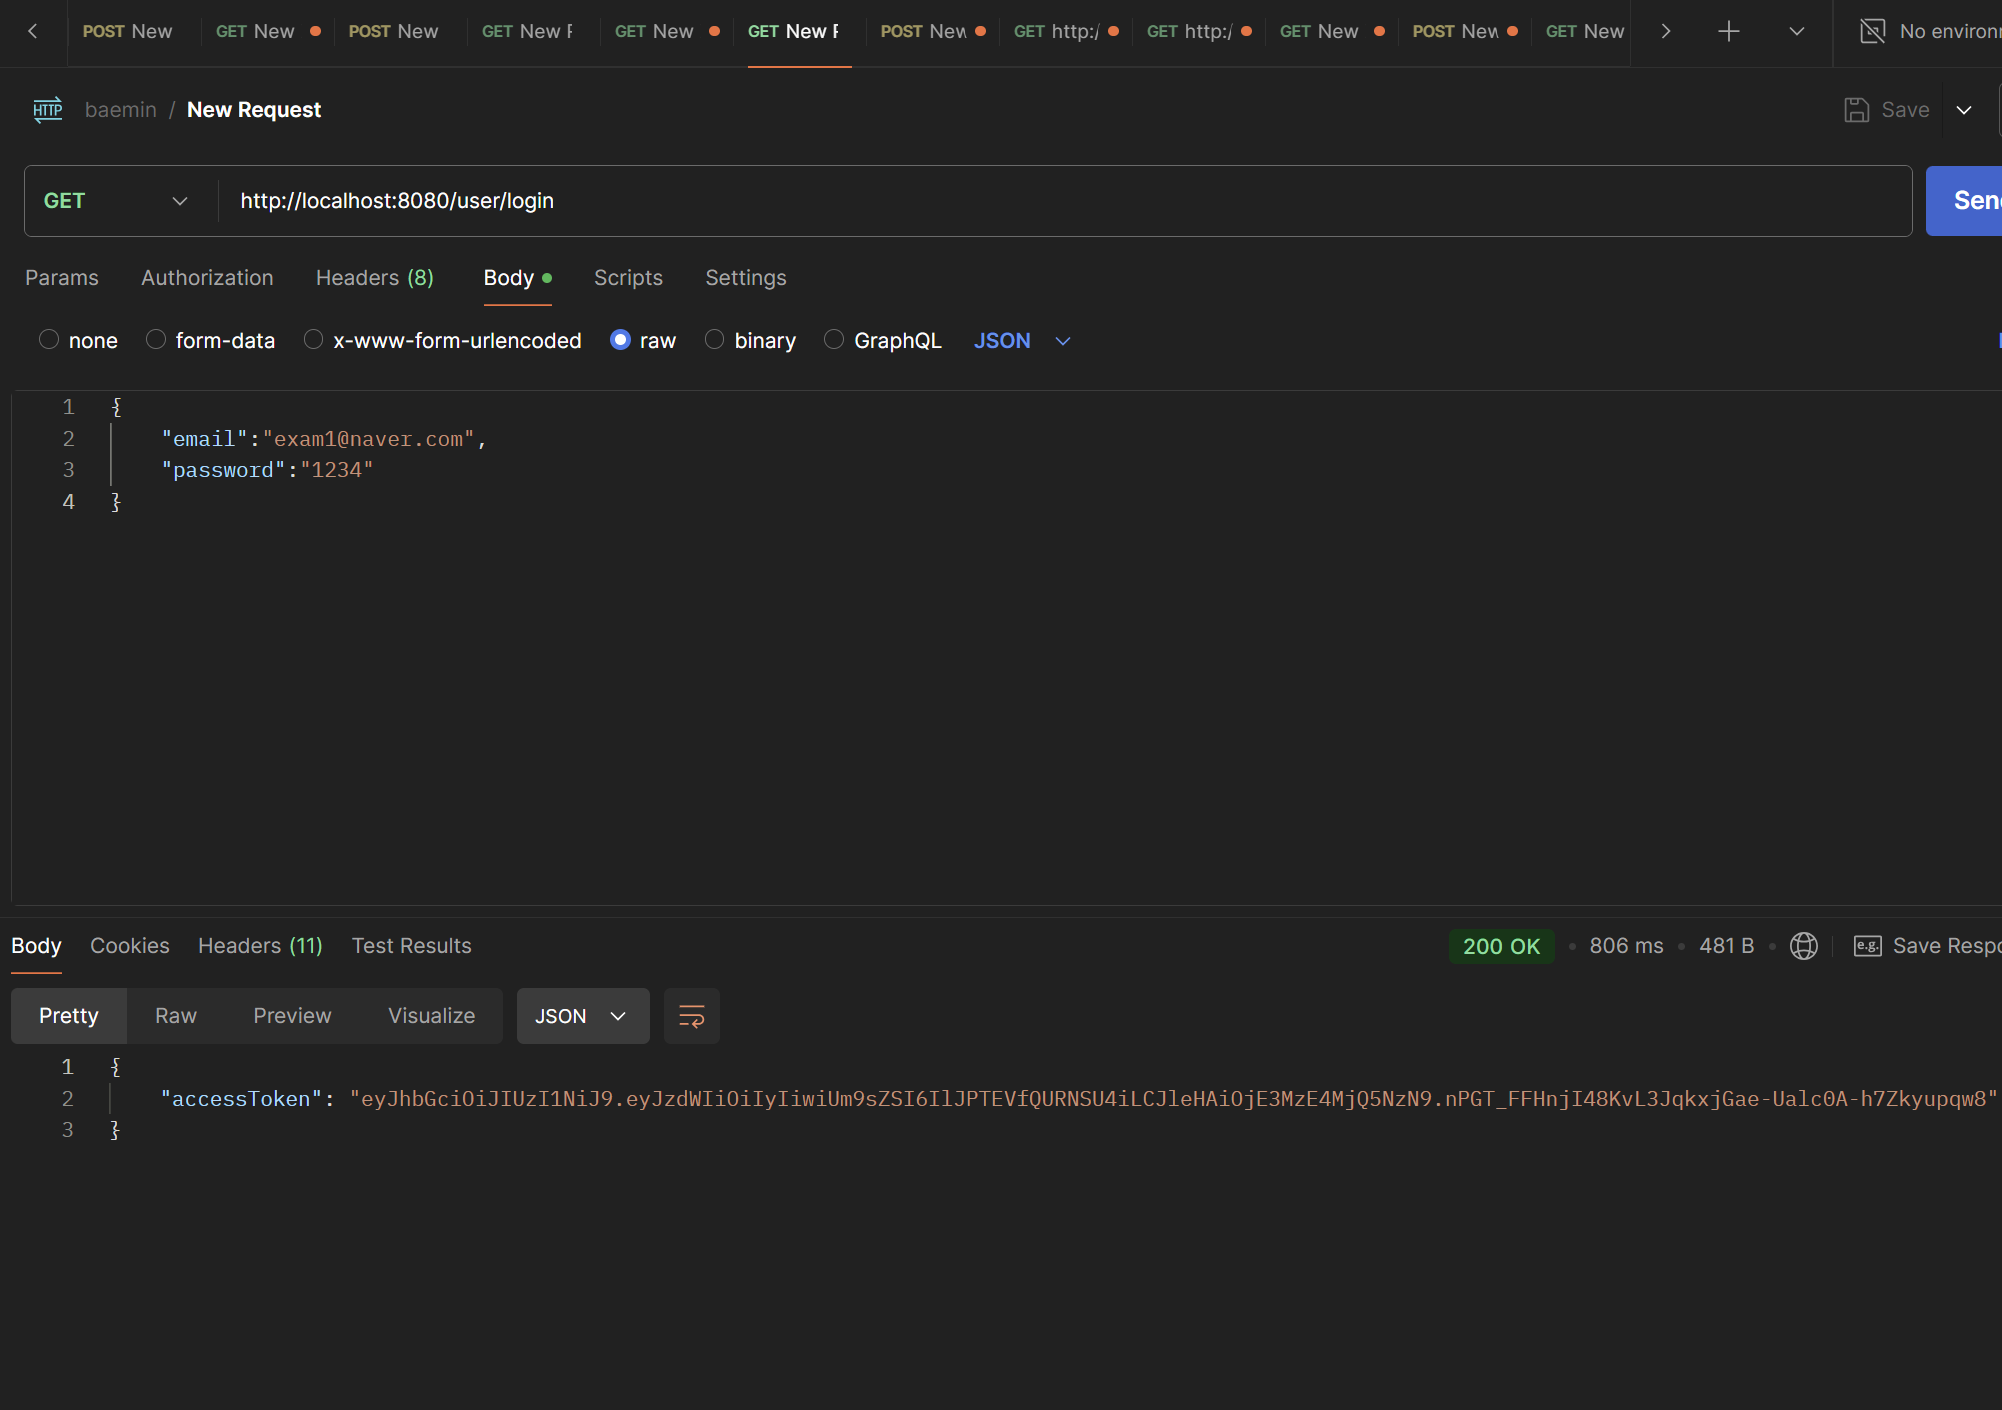 POST New GET New POST New GET New GET New GET New POST New GET http:/ GET http:/ GET New POST New GET New No environ
HTTP baemin / New Request Save
GET http://localhost:8080/user/login Send
Params Authorization Headers (8) Body Scripts Settings
none form-data x-www-form-urlencoded raw binary GraphQL JSON
1 {
2 "email":"exam1@naver.com",
3 "password":"1234"
4 }
Body Cookies Headers (11) Test Results 200 OK • 806 ms • 481 B • e.g. Save Respo
Pretty Raw Preview Visualize JSON
1 {
2 "accessToken": "eyJhbGciOiJIUzI1NiJ9.eyJzdWIiOiIyIiwiUm9sZSI6IlJPTEVfQURNSU4iLCJleHAiOjE3MzE4MjQ5NzN9.nPGT_FFHnjI48KvL3JqkxjGae-Ualc0A-h7Zkyupqw8"
3 }